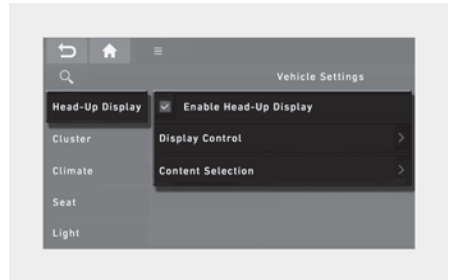 Vehicle Settings
Head-Up Display
Enable Head-Up Display
Cluster
Display Control
Climate
Content Selection
Seat
Light